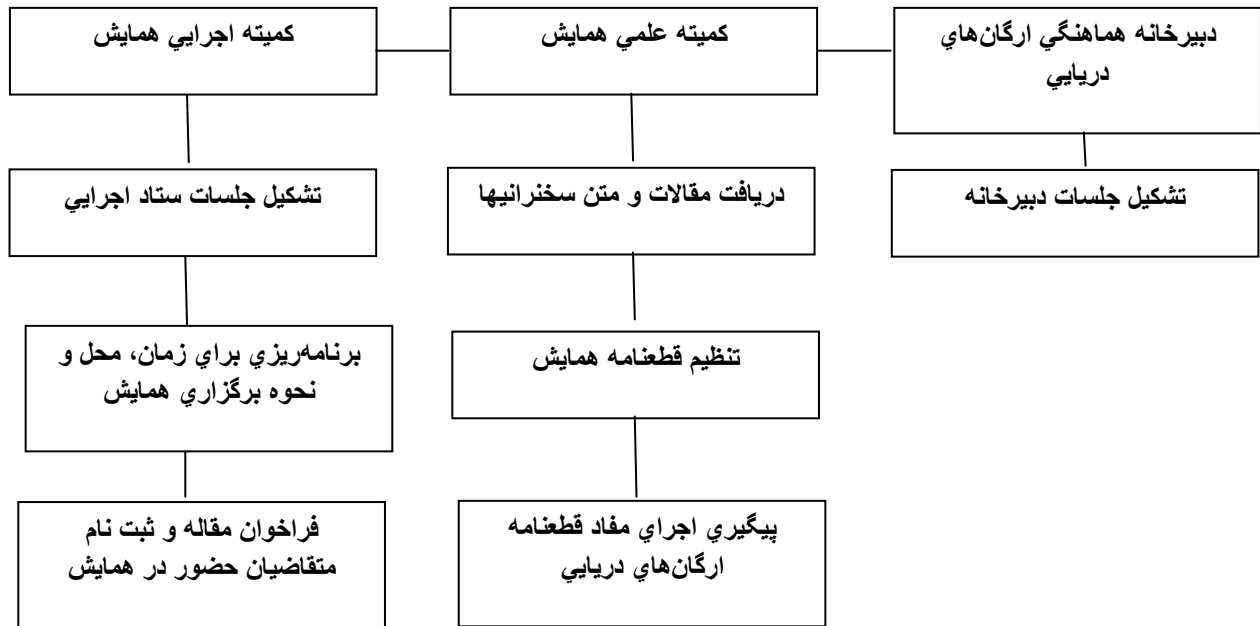 دبيرخانه هماهنگي ارگان‌هاي
دريايي
كميته علمي همايش
كميته اجرايي همايش
تشكيل جلسات دبيرخانه
دريافت مقالات و متن سخنرانيها
تشكيل جلسات ستاد اجرايي
تنظيم قطعنامه همايش
برنامه‌ريزي براي زمان، محل و
نحوه برگزاري همايش
پيگيري اجراي مفاد قطعنامه
ارگان‌هاي دريايي
فراخوان مقاله و ثبت نام
متقاضيان حضور در همايش